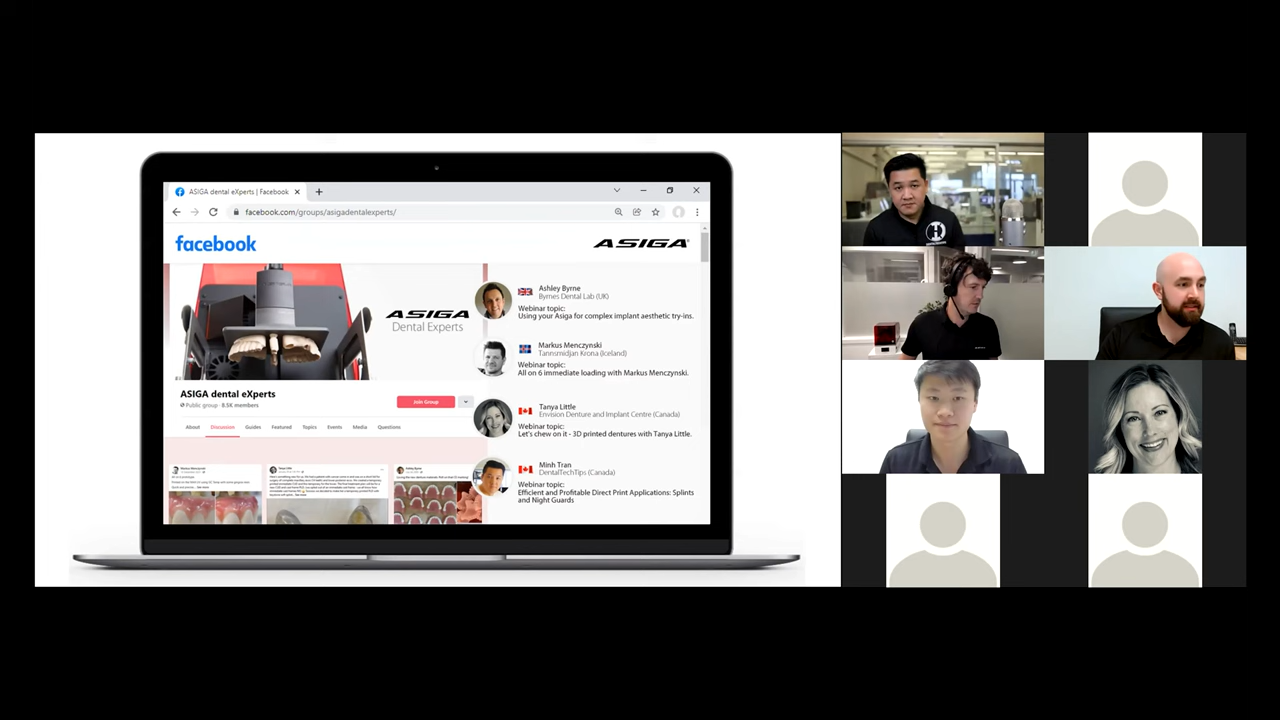 ASIGA dental eXperts | Facebook
facebook.com/groups/asigadentalexperts/
facebook
ASIGA
ASIGA
Dental Experts
ASIGA dental eXperts
Public group · 8.5K members
Join Group
About Discussion Guides Featured Topics Events Media Questions
Ashley Byrne
Byrnes Dental Lab (UK)
Webinar topic:
Using your Asiga for complex implant aesthetic try-ins.
Markus Menczynski
Tannsmidjan Krona (Iceland)
Webinar topic:
All on 6 immediate loading with Markus Menczynski.
Tanya Little
Envision Denture and Implant Centre (Canada)
Webinar topic:
Let's chew on it - 3D printed dentures with Tanya Little.
Minh Tran
DentalTechTips (Canada)
Webinar topic:
Efficient and Profitable Direct Print Applications: Splints
and Night Guards